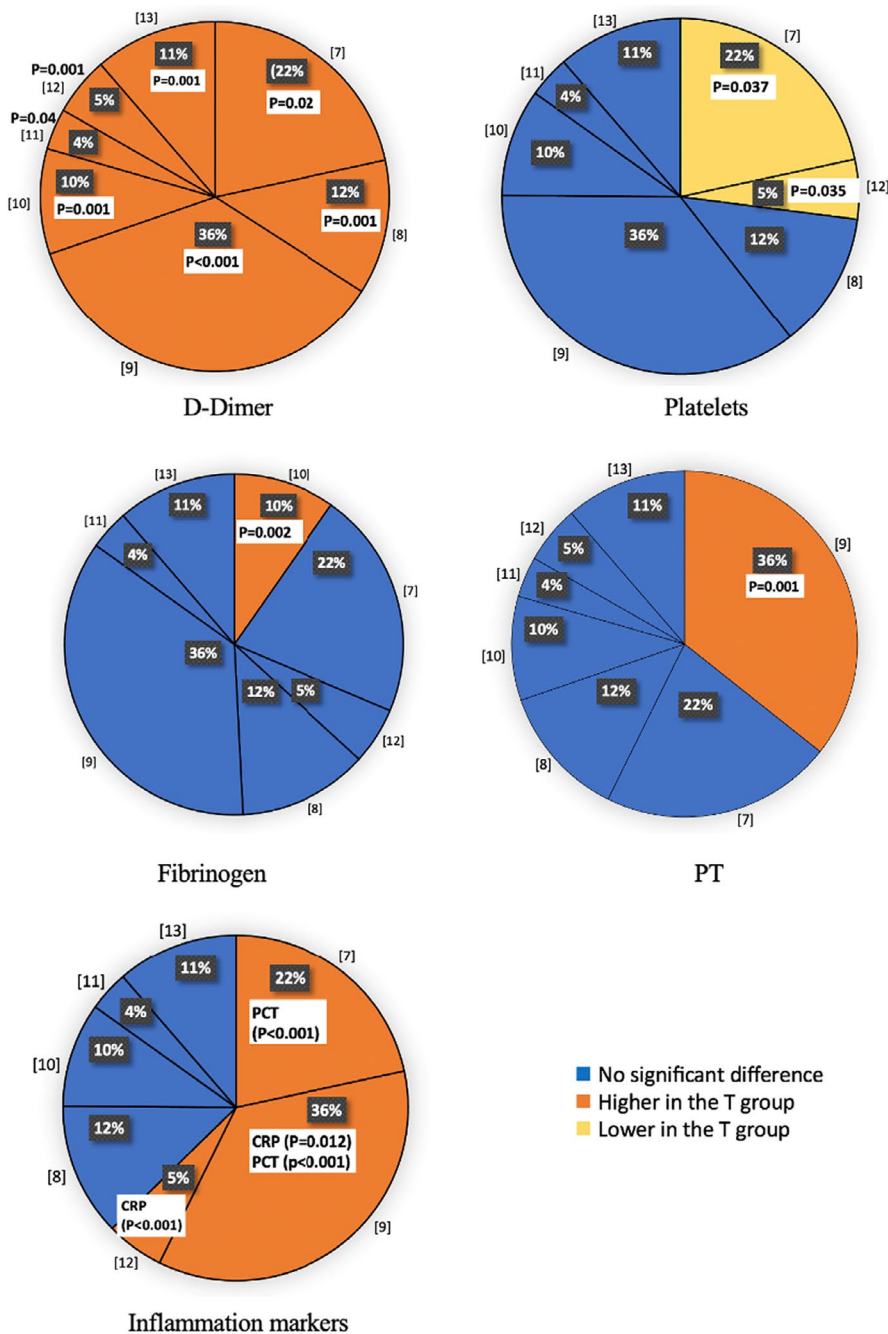 [13]
[7]
11%
P=0.001
(22%
P=0.02
P=0.001
[12]
5%
P=0.04
[11]
4%
[10]
10%
P=0.001
12%
P=0.001
[8]
36%
P<0.001
[9]
D-Dimer
[13]
[7]
11%
22%
P=0.037
[11]
4%
[10]
10%
5%
P=0.035
[12]
36%
12%
[8]
[9]
Platelets
[13]
[10]
11%
10%
P=0.002
[11]
4%
22%
[7]
36%
12%
5%
[12]
[9]
[8]
Fibrinogen
[13]
11%
[9]
36%
P=0.001
[12]
5%
[11]
4%
[10]
10%
12%
22%
[8]
[7]
PT
[13]
[7]
11%
22%
PCT
(P<0.001)
[11]
4%
[10]
10%
36%
CRP (P=0.012)
PCT (p<0.001)
12%
[8]
5%
CRP
(P<0.001)
[9]
[12]
Inflammation markers
No significant difference
Higher in the T group
Lower in the T group